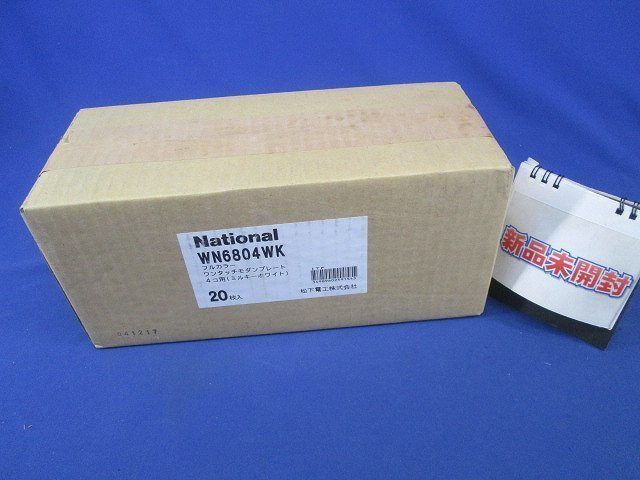 National
WN6804WK
フルカラー
ワンタッチモダンプレート
4コ用(ミルキーホワイト)
20枚入
松下電工株式会社
041217
新品未開封